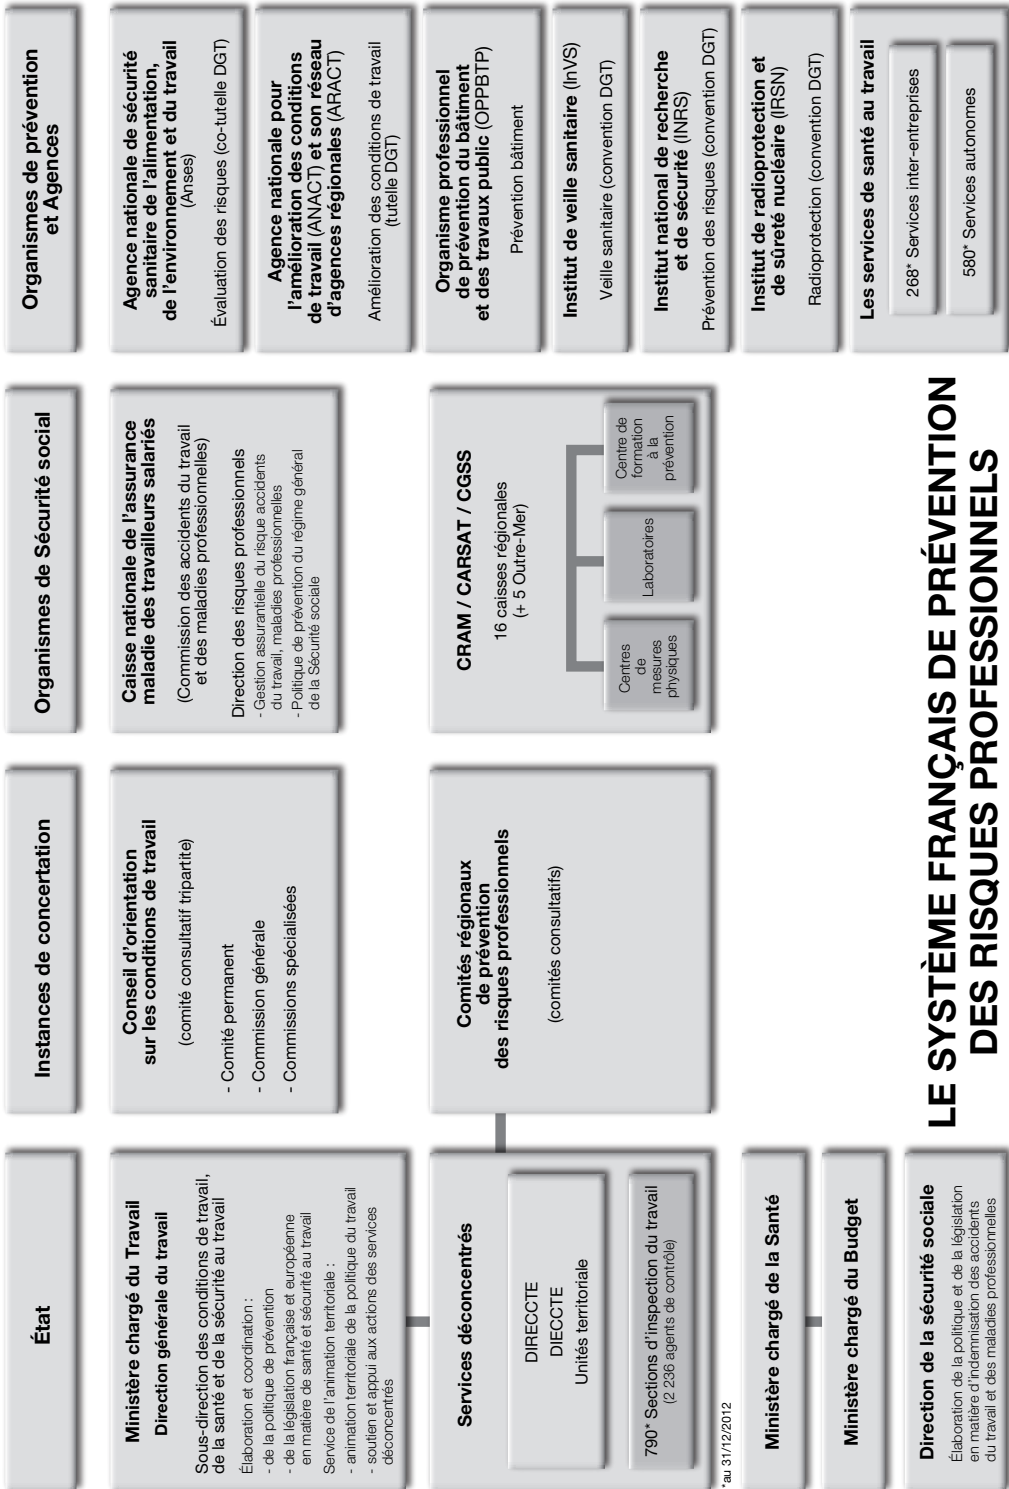 État
Ministère chargé du Travail
Direction générale du travail
Sous-direction des conditions de travail,
de la santé et de la sécurité au travail
Élaboration et coordination :
- de la politique de prévention
- de la législation française et européenne
en matière de santé et sécurité au travail
Service de l'animation territoriale :
- animation territoriale de la politique du travail
- soutien et appui aux actions des services
déconcentrés
Services déconcentrés
DIRECCTE
DIECCTE
Unités territoriale
790* Sections d'inspection du travail
(2 236 agents de contrôle)
*au 31/12/2012
Ministère chargé de la Santé
Ministère chargé du Budget
Direction de la sécurité sociale
Élaboration de la politique et de la législation
en matière d'indemnisation des accidents
du travail et des maladies professionnelles
Instances de concertation
Conseil d'orientation
sur les conditions de travail
(comité consultatif tripartite)
- Comité permanent
- Commission générale
- Commissions spécialisées
Comités régionaux
de prévention
des risques professionnels
(comités consultatifs)
Organismes de Sécurité social
Caisse nationale de l'assurance
maladie des travailleurs salariés
(Commission des accidents du travail
et des maladies professionnelles)
Direction des risques professionnels
- Gestion assurantielle du risque accidents
du travail, maladies professionnelles
- Politique de prévention du régime général
de la Sécurité sociale
CRAM / CARSAT / CGSS
16 caisses régionales
(+ 5 Outre-Mer)
Centres
de
mesures
physiques
Laboratoires
Centre de
formation
à la
prévention
Organismes de prévention
et Agences
Agence nationale de sécurité
sanitaire de l'alimentation,
de l'environnement et du travail
(Anses)
Évaluation des risques (co-tutelle DGT)
Agence nationale pour
l'amélioration des conditions
de travail (ANACT) et son réseau
d'agences régionales (ARACT)
Amélioration des conditions de travail
(tutelle DGT)
Organisme professionnel
de prévention du bâtiment
et des travaux public (OPPBTP)
Prévention bâtiment
Institut de veille sanitaire (InVS)
Veille sanitaire (convention DGT)
Institut national de recherche
et de sécurité (INRS)
Prévention des risques (convention DGT)
Institut de radioprotection et
de sûreté nucléaire (IRSN)
Radioprotection (convention DGT)
Les services de santé au travail
268* Services inter-entreprises
580* Services autonomes
LE SYSTÈME FRANÇAIS DE PRÉVENTION
DES RISQUES PROFESSIONNELS